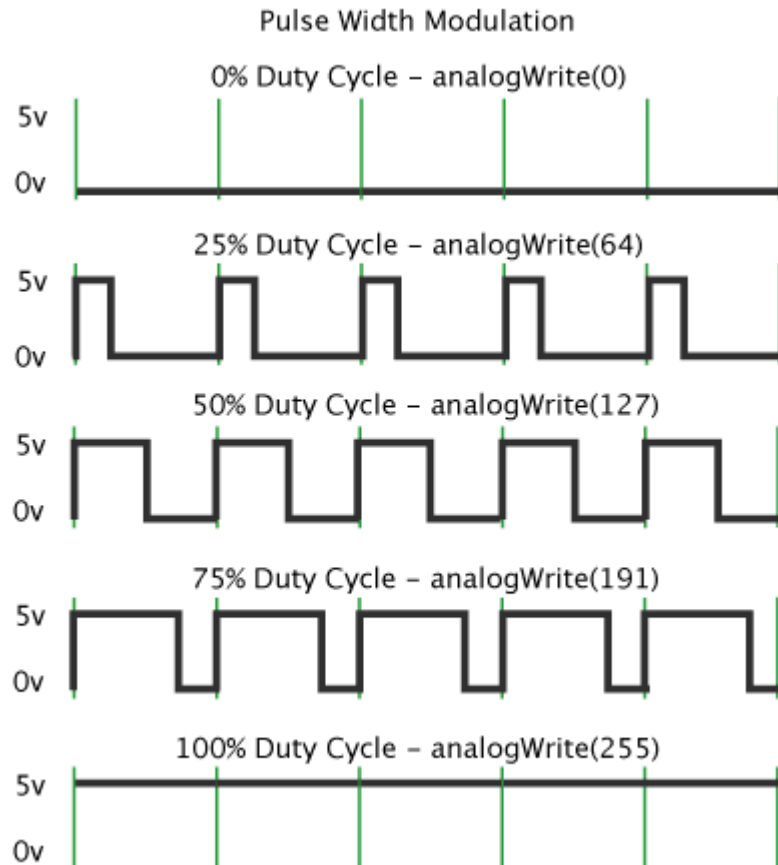 Pulse Width Modulation
0% Duty Cycle – analogWrite(0)
5v
0v
25% Duty Cycle – analogWrite(64)
5v
0v
50% Duty Cycle – analogWrite(127)
5v
0v
75% Duty Cycle – analogWrite(191)
5v
0v
100% Duty Cycle – analogWrite(255)
5v
0v